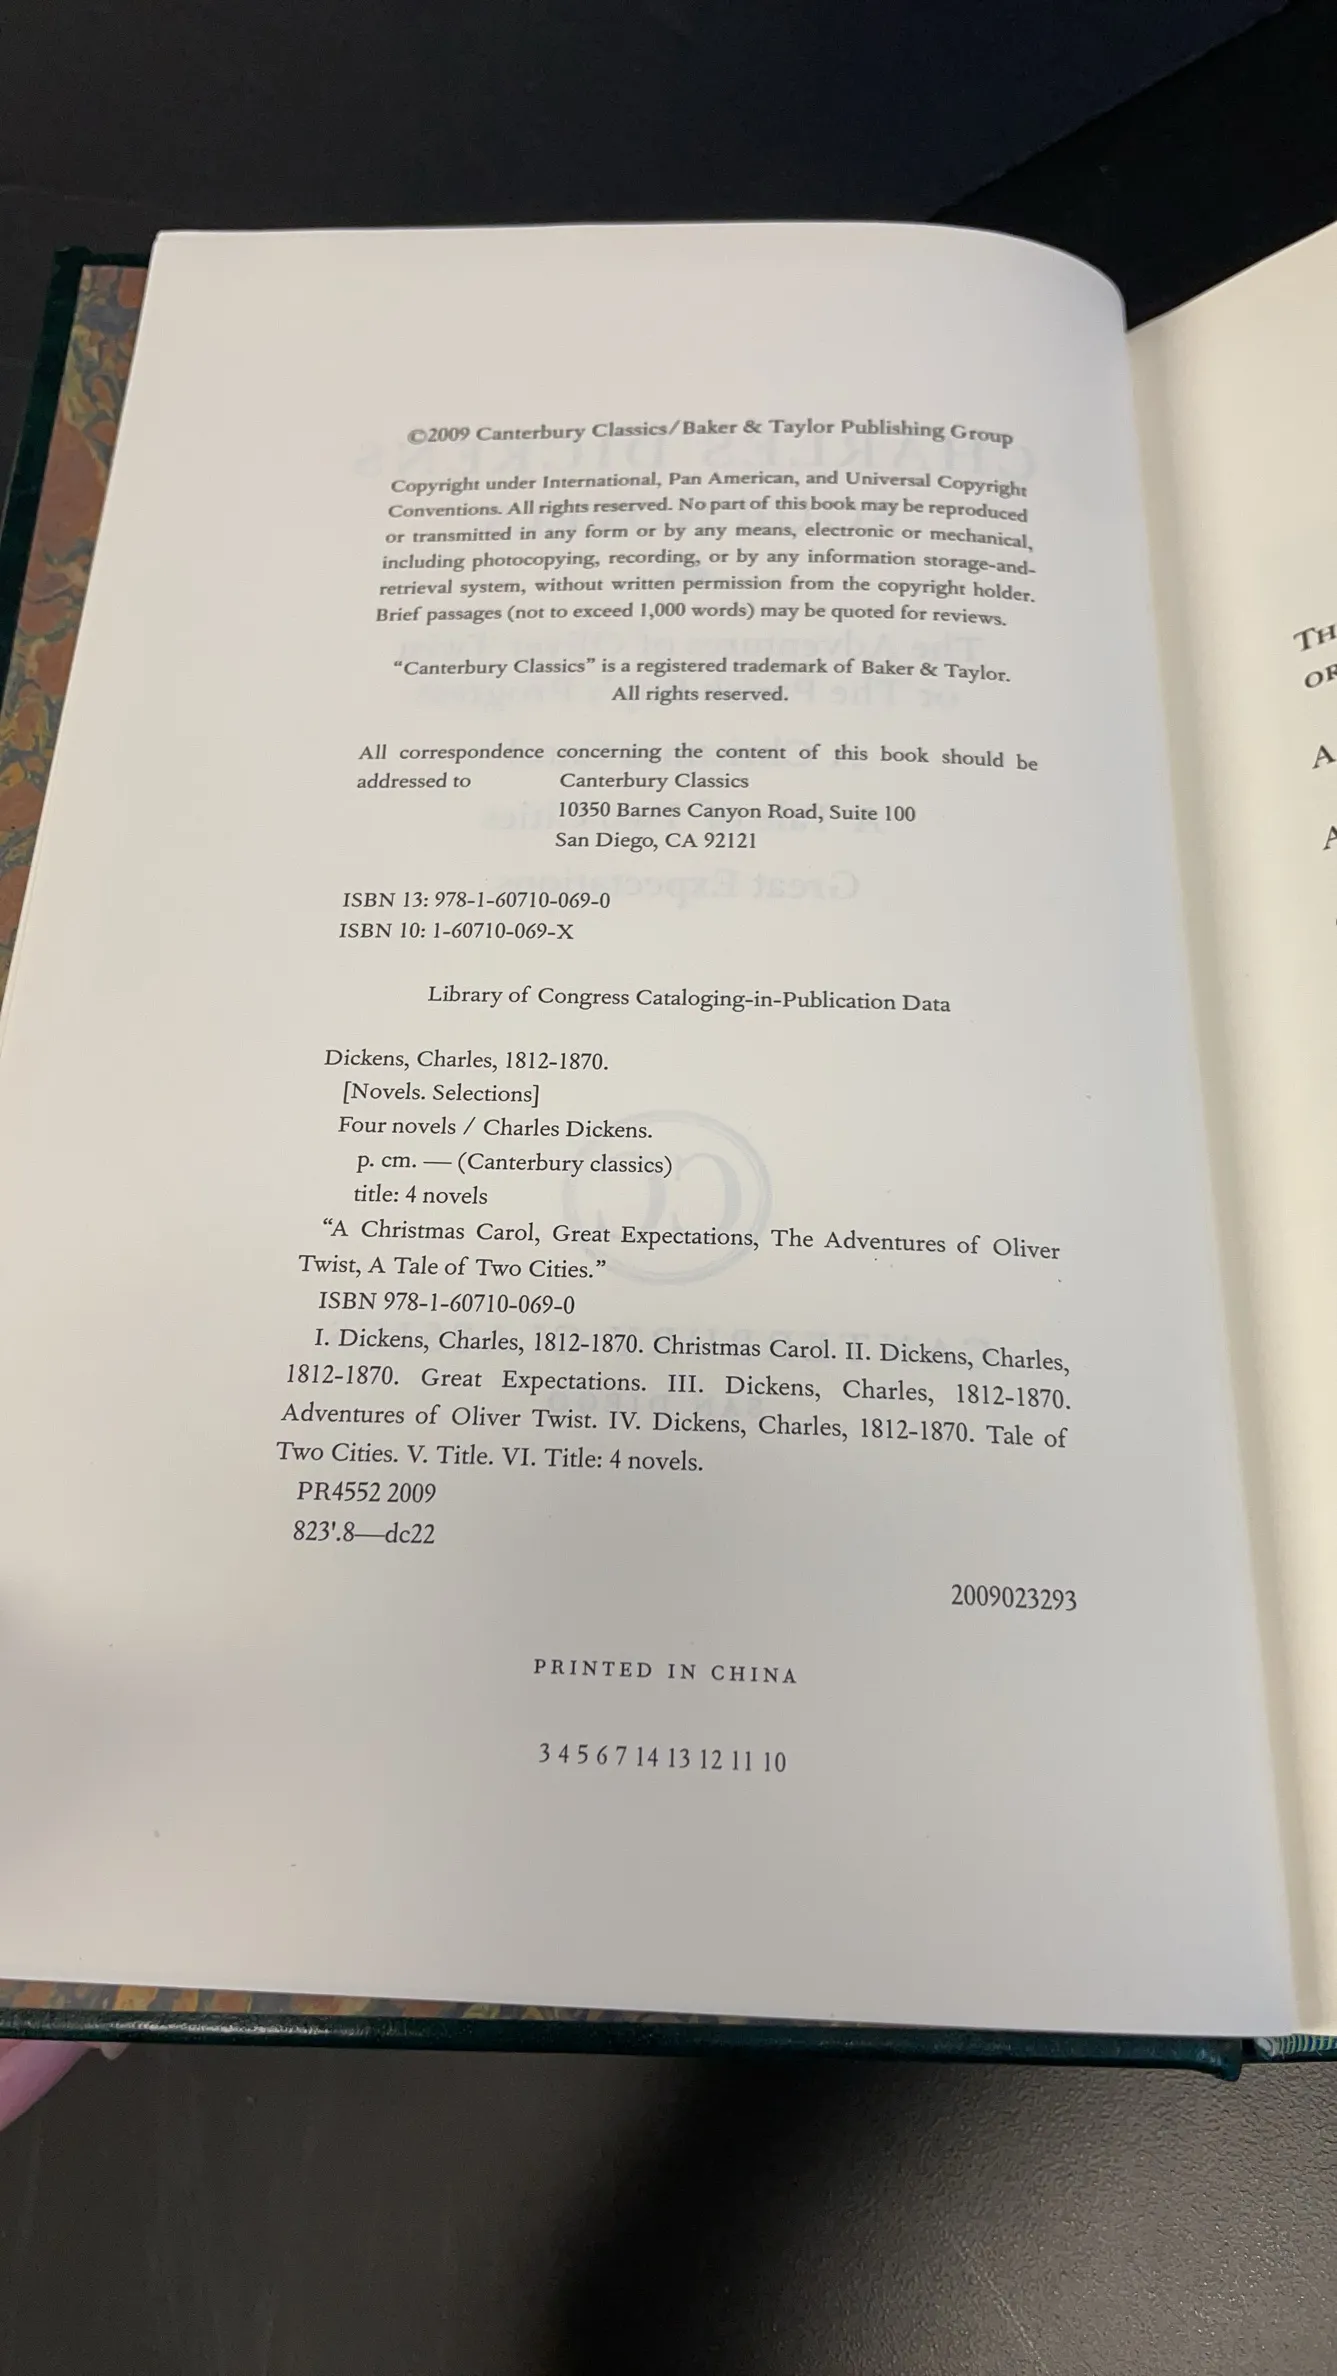 ©2009 Canterbury Classics/Baker & Taylor Publishing Group
Copyright under International, Pan American, and Universal Copyright
Conventions. All rights reserved. No part of this book may be reproduced
or transmitted in any form or by any means, electronic or mechanical,
including photocopying, recording, or by any information storage-and-
retrieval system, without written permission from the copyright holder.
Brief passages (not to exceed 1,000 words) may be quoted for reviews.
“Canterbury Classics” is a registered trademark of Baker & Taylor.
All rights reserved.
All correspondence concerning the content of this book should be
addressed to Canterbury Classics
10350 Barnes Canyon Road, Suite 100
San Diego, CA 92121
ISBN 13: 978-1-60710-069-0
ISBN 10: 1-60710-069-X
Library of Congress Cataloging-in-Publication Data
Dickens, Charles, 1812-1870.
[Novels. Selections]
Four novels / Charles Dickens.
p. cm. — (Canterbury classics)
title: 4 novels
“A Christmas Carol, Great Expectations, The Adventures of Oliver
Twist, A Tale of Two Cities.”
ISBN 978-1-60710-069-0
I. Dickens, Charles, 1812-1870. Christmas Carol. II. Dickens, Charles,
1812-1870. Great Expectations. III. Dickens, Charles, 1812-1870.
Adventures of Oliver Twist. IV. Dickens, Charles, 1812-1870. Tale of
Two Cities. V. Title. VI. Title: 4 novels.
PR4552 2009
823'.8—dc22
2009023293
PRINTED IN CHINA
3 4 5 6 7 14 13 12 11 10
TH
OR
A
A